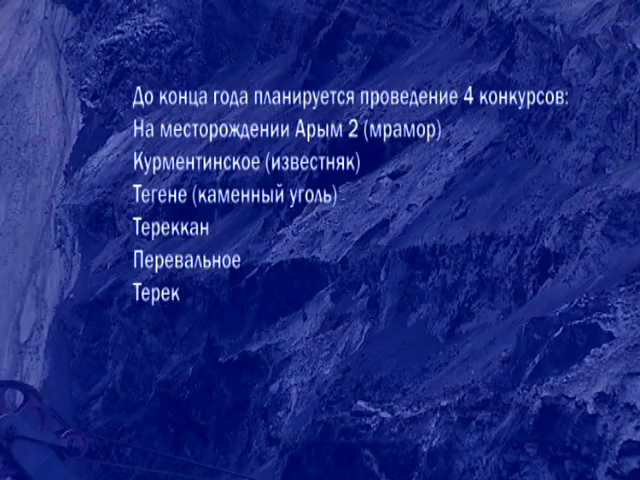 До конца года планируется проведение 4 конкурсов:
На месторождении Арым 2 (мрамор)
Курментинское (известняк)
Тегене (каменный уголь)
Тереккан
Перевальное
Терек